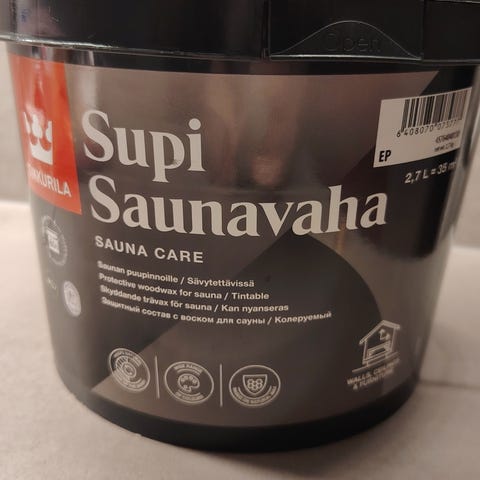 Open
TIKKURILA
Supi
Saunavaha
SAUNA CARE
Saunan puupinnoille / Sävytettävissä
Protective woodwax for sauna / Tintable
Skyddande trävax för sauna / Kan nyanseras
Защитный состав с воском для сауны / Колеруемый
EP
2,7 L = 35 m
WALLS, CEILINGS
& FURNITURE